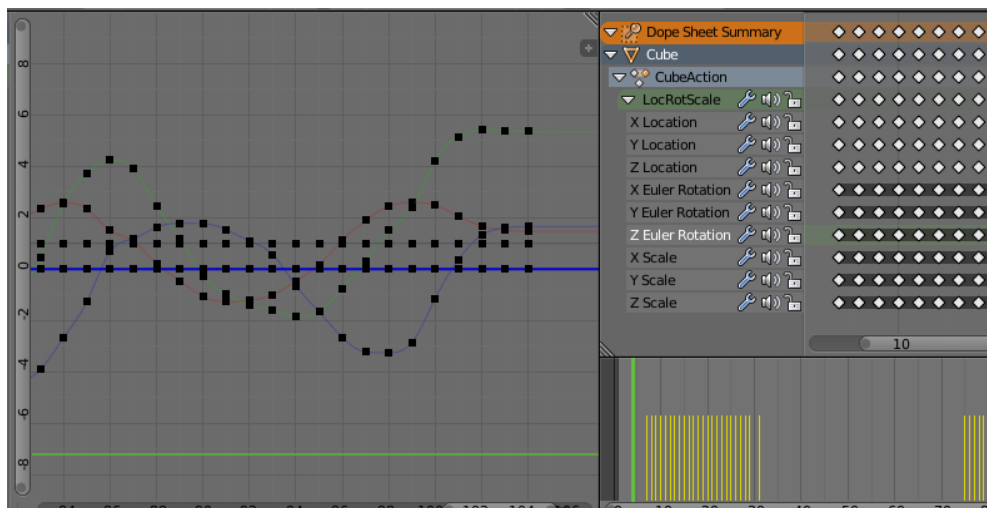 8
6
4
2
0
-2
-4
-6
-8
Dope Sheet Summary
Cube
CubeAction
LocRotScale
X Location
Y Location
Z Location
X Euler Rotation
Y Euler Rotation
Z Euler Rotation
X Scale
Y Scale
Z Scale
10